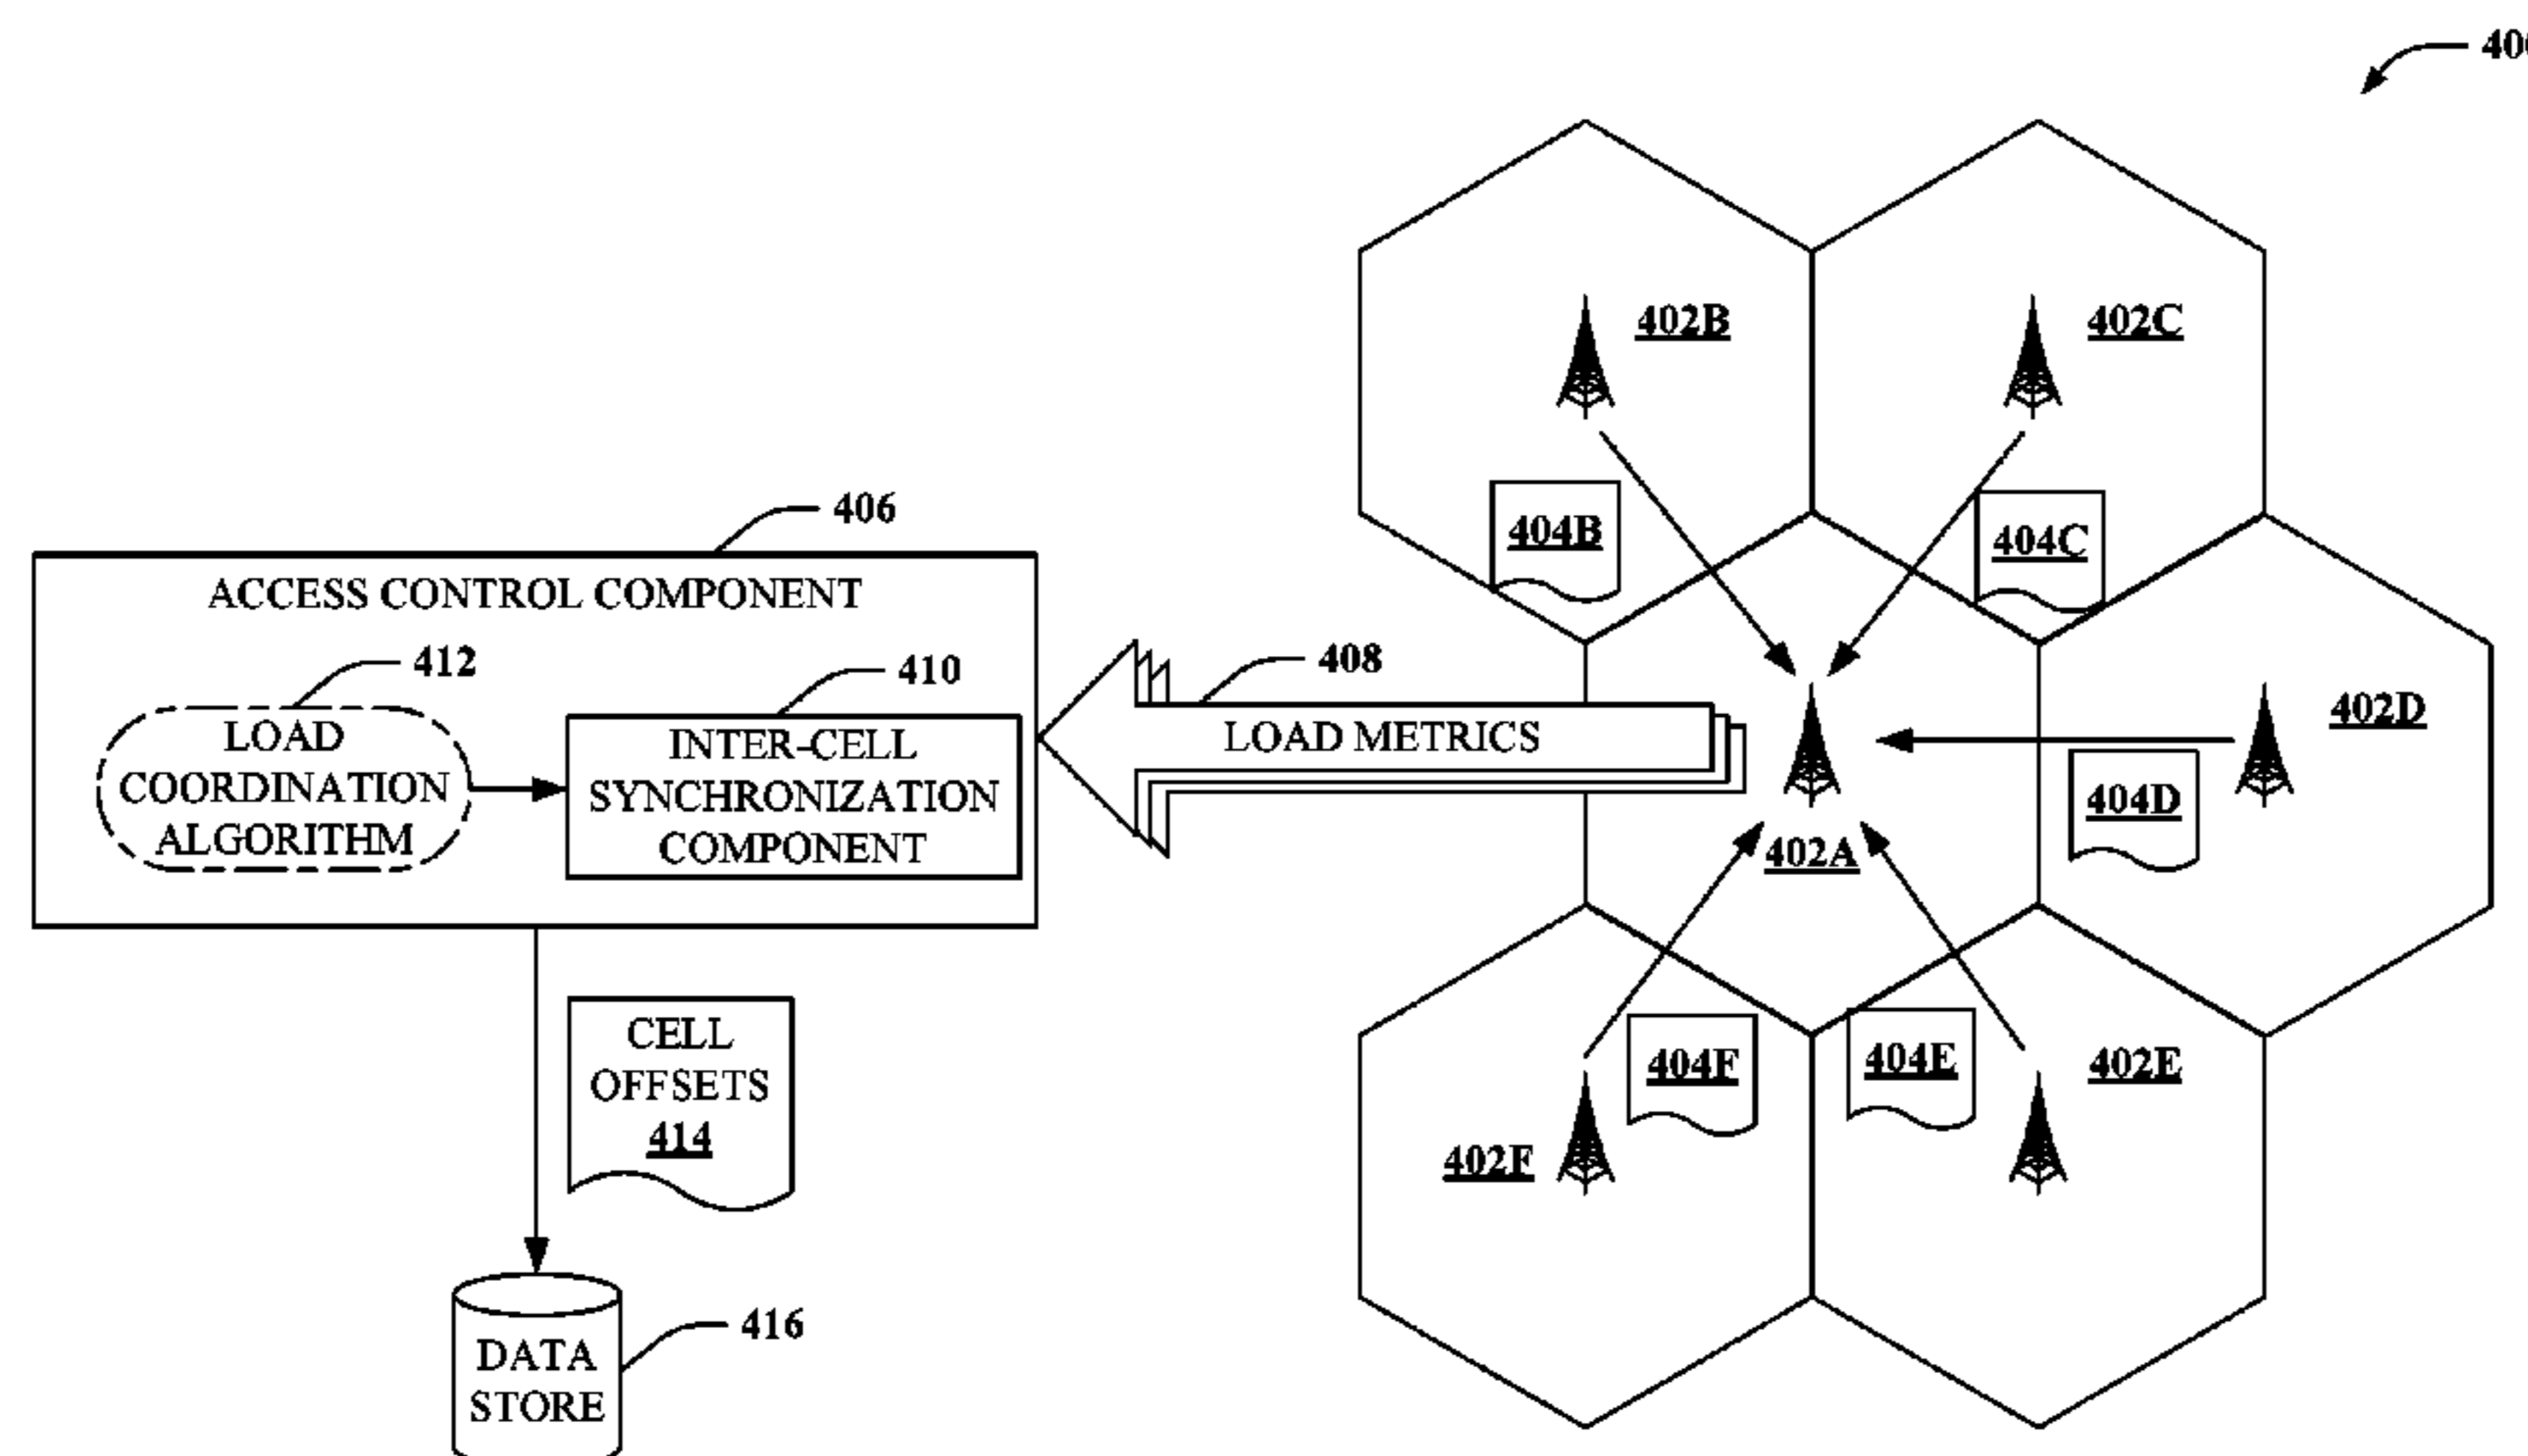 402B
402C
404B
404C
406
ACCESS CONTROL COMPONENT
412
410
408
LOAD
COORDINATION
ALGORITHM
INTER-CELL
SYNCHRONIZATION
COMPONENT
LOAD METRICS
402D
404D
402A
CELL
OFFSETS
414
404F
404E
402E
402F
416
DATA
STORE